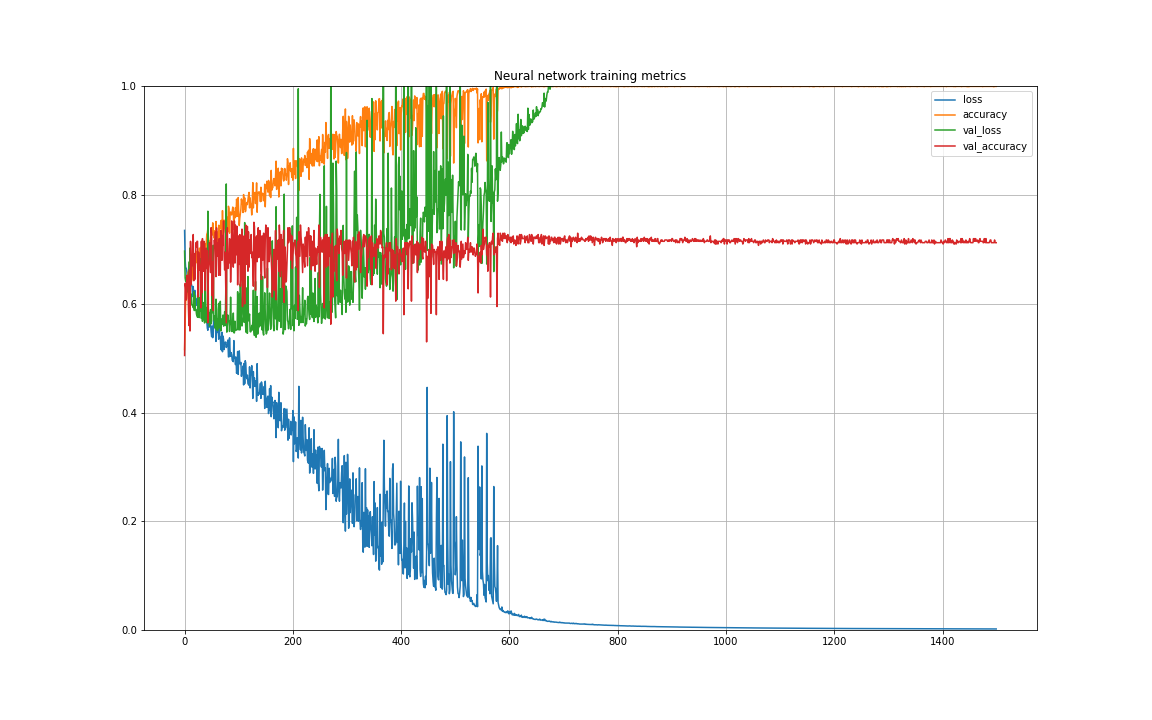 Neural network training metrics
loss
accuracy
val_loss
val_accuracy
1.0
0.8
0.6
0.4
0.2
0.0
0 200 400 600 800 1000 1200 1400